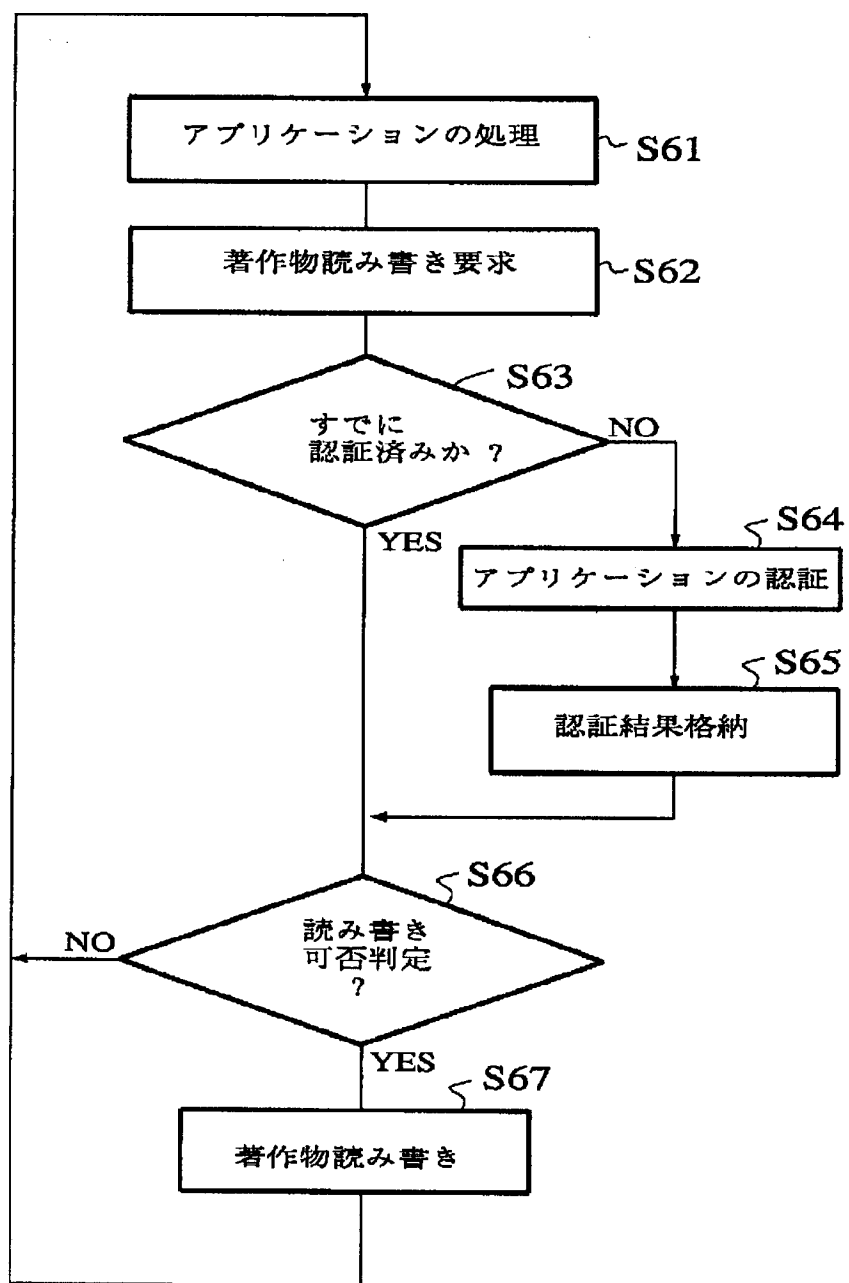 アプリケーションの処理
S61
著作物読み書き要求
S62
S63
すでに
認証済みか ?
NO
YES
S64
アプリケーションの認証
S65
認証結果格納
S66
読み書き
可否判定
?
NO
YES
S67
著作物読み書き